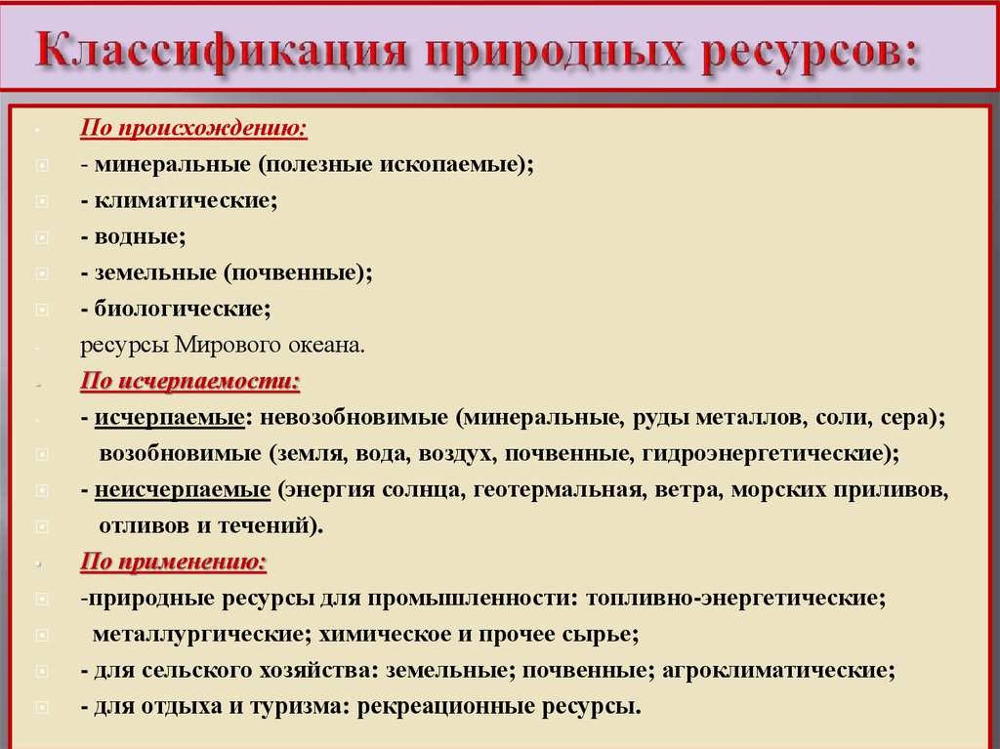 Классификация природных ресурсов:
По происхождению:
- минеральные (полезные ископаемые);
- климатические;
- водные;
- земельные (почвенные);
- биологические;
- ресурсы Мирового океана.
- По исчерпаемости:
- - исчерпаемые: невозобновимые (минеральные, руды металлов, соли, сера);
возобновимые (земля, вода, воздух, почвенные, гидроэнергетические);
- неисчерпаемые (энергия солнца, геотермальная, ветра, морских приливов,
отливов и течений).
По применению:
-природные ресурсы для промышленности: топливно-энергетические;
металлургические; химическое и прочее сырье;
- для сельского хозяйства: земельные; почвенные; агроклиматические;
- для отдыха и туризма: рекреационные ресурсы.